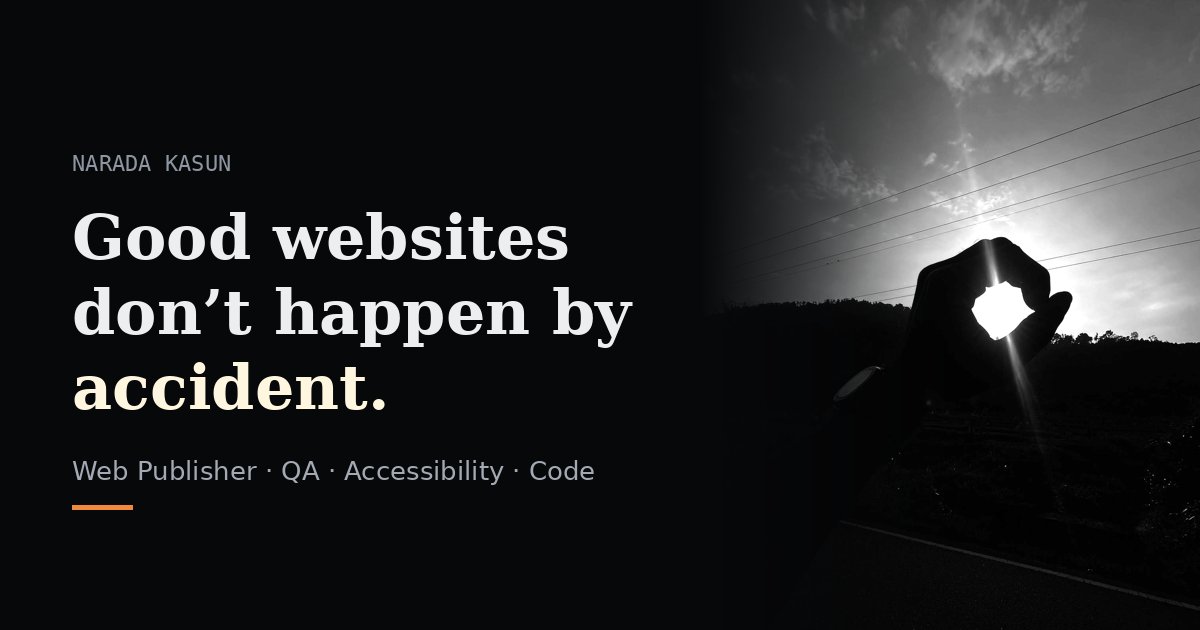 NARADA KASUN
Good websites
don’t happen by
accident.
Web Publisher · QA · Accessibility · Code